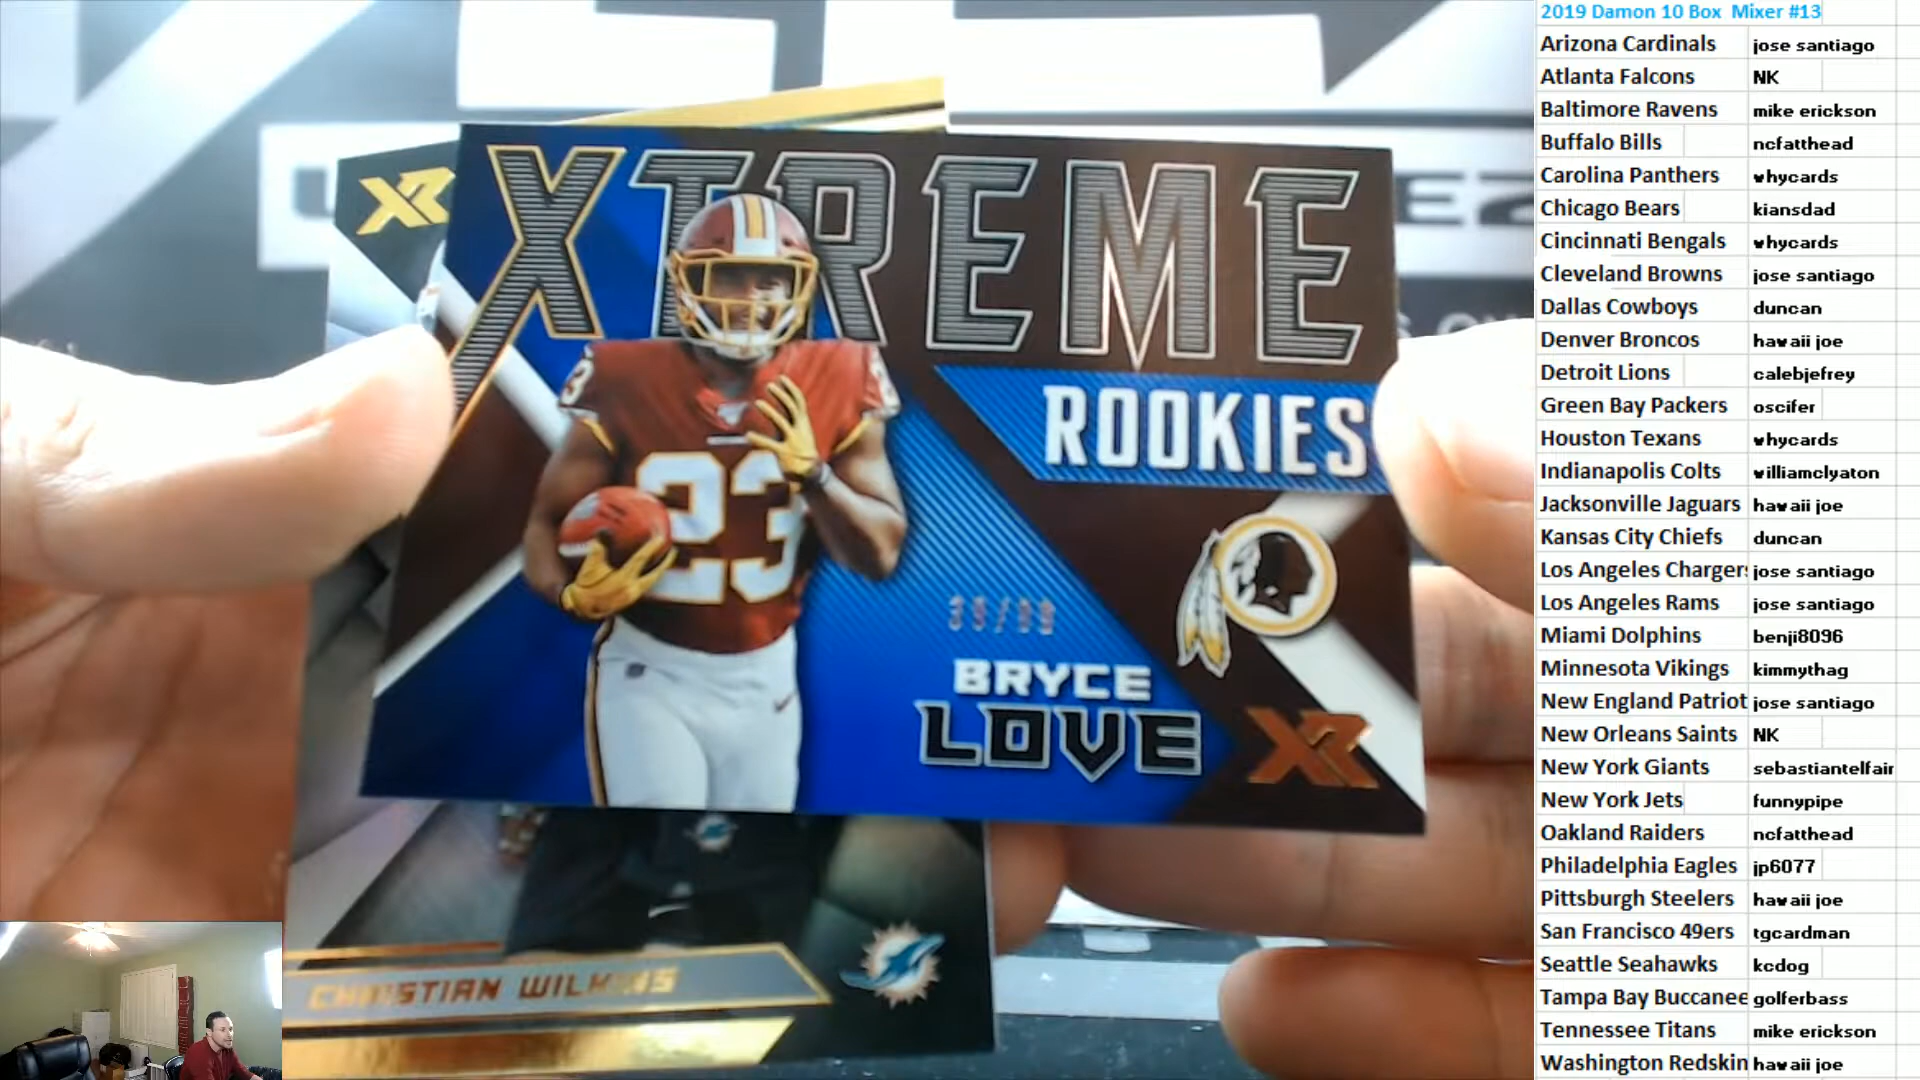 XR
XTREME
ROOKIES
23
BRYCE
LOVE
XR
CHRISTIAN WILKINS
2019 Damon 10 Box Mixer #13
Arizona Cardinals jose santiago
Atlanta Falcons NK
Baltimore Ravens mike erickson
Buffalo Bills ncfatthead
Carolina Panthers whycards
Chicago Bears kiansdad
Cincinnati Bengals whycards
Cleveland Browns jose santiago
Dallas Cowboys duncan
Denver Broncos hawaii joe
Detroit Lions calebjefrey
Green Bay Packers oscifer
Houston Texans whycards
Indianapolis Colts williamclyaton
Jacksonville Jaguars hawaii joe
Kansas City Chiefs duncan
Los Angeles Chargers jose santiago
Los Angeles Rams jose santiago
Miami Dolphins benji8096
Minnesota Vikings kimmythag
New England Patriot jose santiago
New Orleans Saints NK
New York Giants sebastiantelfair
New York Jets funnypipe
Oakland Raiders ncfatthead
Philadelphia Eagles jp6077
Pittsburgh Steelers hawaii joe
San Francisco 49ers tgcardman
Seattle Seahawks kcdog
Tampa Bay Buccanee golferbass
Tennessee Titans mike erickson
Washington Redskin hawaii joe